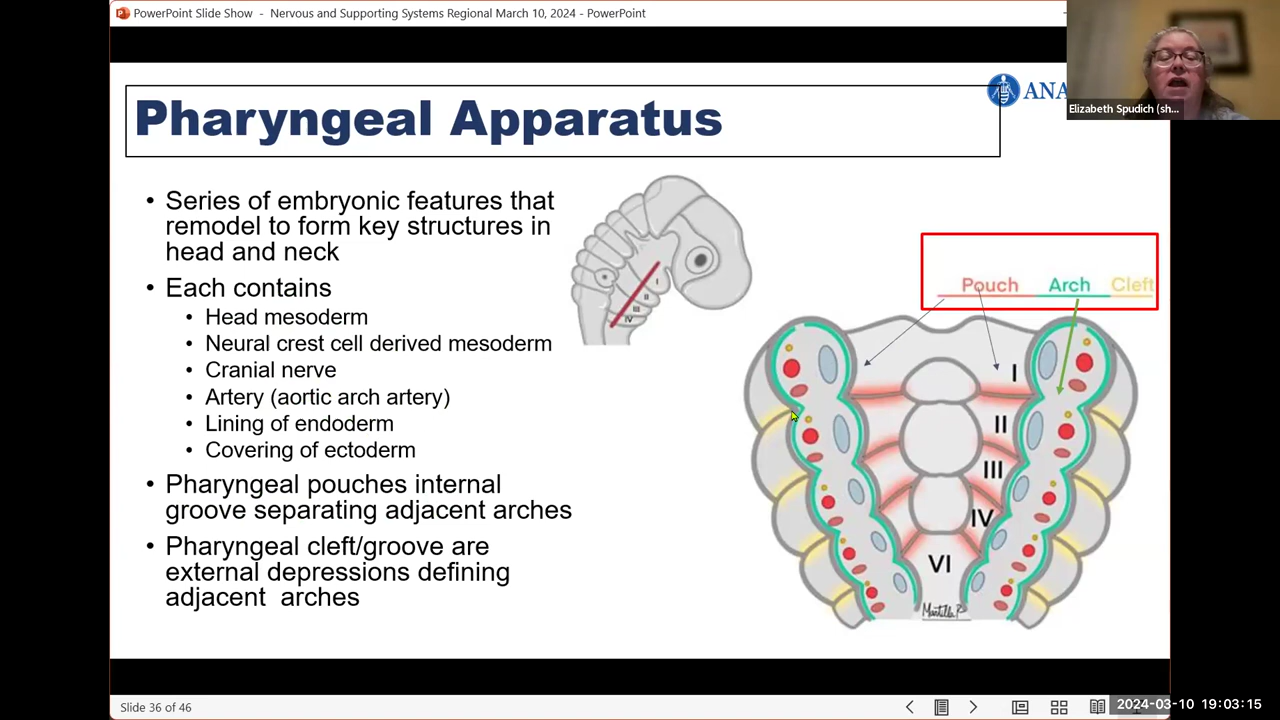 PowerPoint Slide Show - Nervous and Supporting Systems Regional March 10, 2024 - PowerPoint
Elizabeth Spudich (sh...
ANA
Pharyngeal Apparatus
• Series of embryonic features that
remodel to form key structures in
head and neck
• Each contains
• Head mesoderm
• Neural crest cell derived mesoderm
• Cranial nerve
• Artery (aortic arch artery)
• Lining of endoderm
• Covering of ectoderm
• Pharyngeal pouches internal
groove separating adjacent arches
• Pharyngeal cleft/groove are
external depressions defining
adjacent arches
I
II
III
IV
Pouch Arch Cleft
I
II
III
IV
VI
Mantilla P
Slide 36 of 46
2024-03-10 19:03:15